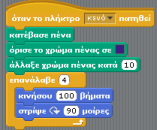 όταν το πλήκτρο κενό πατηθεί
κατέβασε πένα
όρισε το χρώμα πένας σε
άλλαξε χρώμα πένας κατά 10
επανάλαβε 4
κινήσου 100 βήματα
στρίψε 90 μοίρες